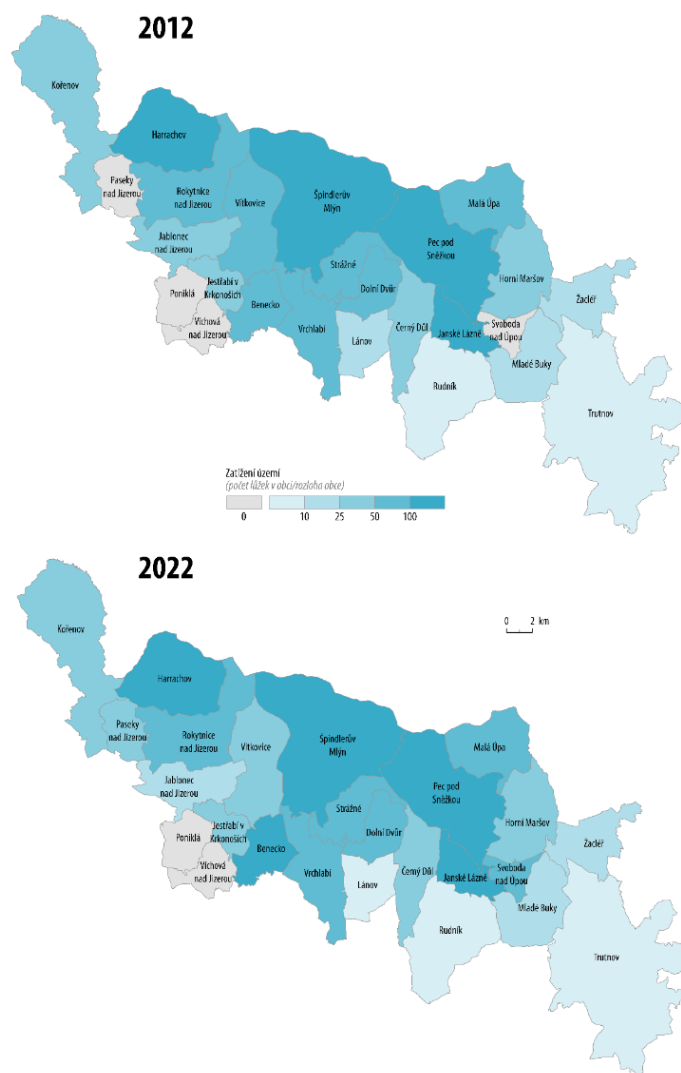 2012
Kořenov
Harrachov
Paseky
nad Jizerou
Rokytnice
nad Jizerou
Vítkovice
Špindlerův
Mlýn
Malá Úpa
Pec pod
Sněžkou
Jablonec
nad Jizerou
Strážné
Horní Maršov
Jestřabí v
Krkonoších
Dolní Dvůr
Poniklá
Žacléř
Benecko
Víchová
nad Jizerou
Vrchlabí
Černý Důl
Janské Lázně
Svoboda
nad Úpou
Lánov
Mladé Buky
Rudník
Trutnov
Zatížení území
(počet lůžek v obci/rozloha obce)
0 10 25 50 100
2022
0 2 km
Kořenov
Harrachov
Paseky
nad Jizerou
Rokytnice
nad Jizerou
Vítkovice
Špindlerův
Mlýn
Malá Úpa
Pec pod
Sněžkou
Jablonec
nad Jizerou
Strážné
Horní Maršov
Jestřabí v
Krkonoších
Dolní Dvůr
Poniklá
Žacléř
Benecko
Víchová
nad Jizerou
Vrchlabí
Černý Důl
Janské Lázně
Svoboda
nad Úpou
Lánov
Mladé Buky
Rudník
Trutnov